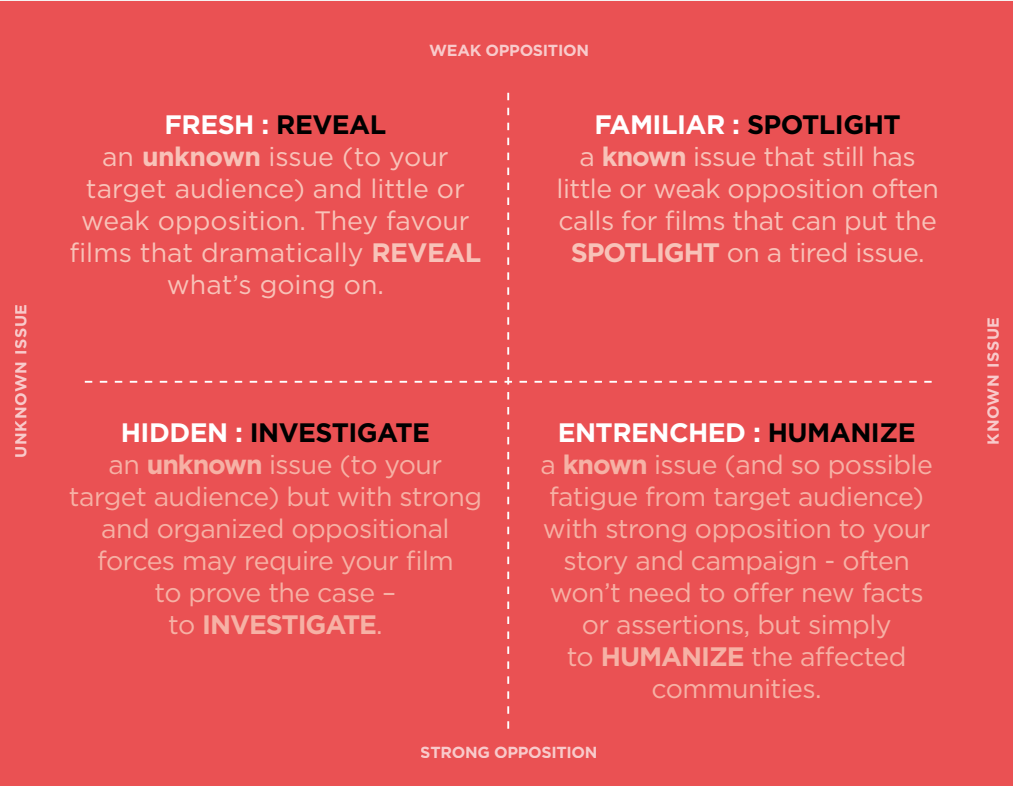 WEAK OPPOSITION
FRESH : REVEAL
an unknown issue (to your
target audience) and little or
weak opposition. They favour
films that dramatically REVEAL
what's going on.
FAMILIAR : SPOTLIGHT
a known issue that still has
little or weak opposition often
calls for films that can put the
SPOTLIGHT on a tired issue.
UNKNOWN ISSUE
KNOWN ISSUE
HIDDEN : INVESTIGATE
an unknown issue (to your
target audience) but with strong
and organized oppositional
forces may require your film
to prove the case –
to INVESTIGATE.
ENTRENCHED : HUMANIZE
a known issue (and so possible
fatigue from target audience)
with strong opposition to your
story and campaign - often
won't need to offer new facts
or assertions, but simply
to HUMANIZE the affected
communities.
STRONG OPPOSITION